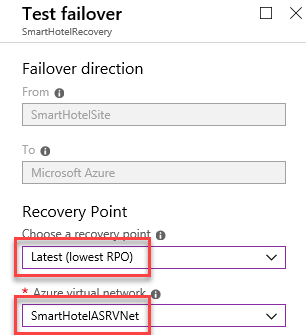 Test failover
SmartHotelRecovery
Failover direction
From
SmartHotelSite
To
Microsoft Azure
Recovery Point
Choose a recovery point
Latest (lowest RPO)
* Azure virtual network
SmartHotelASRVNet